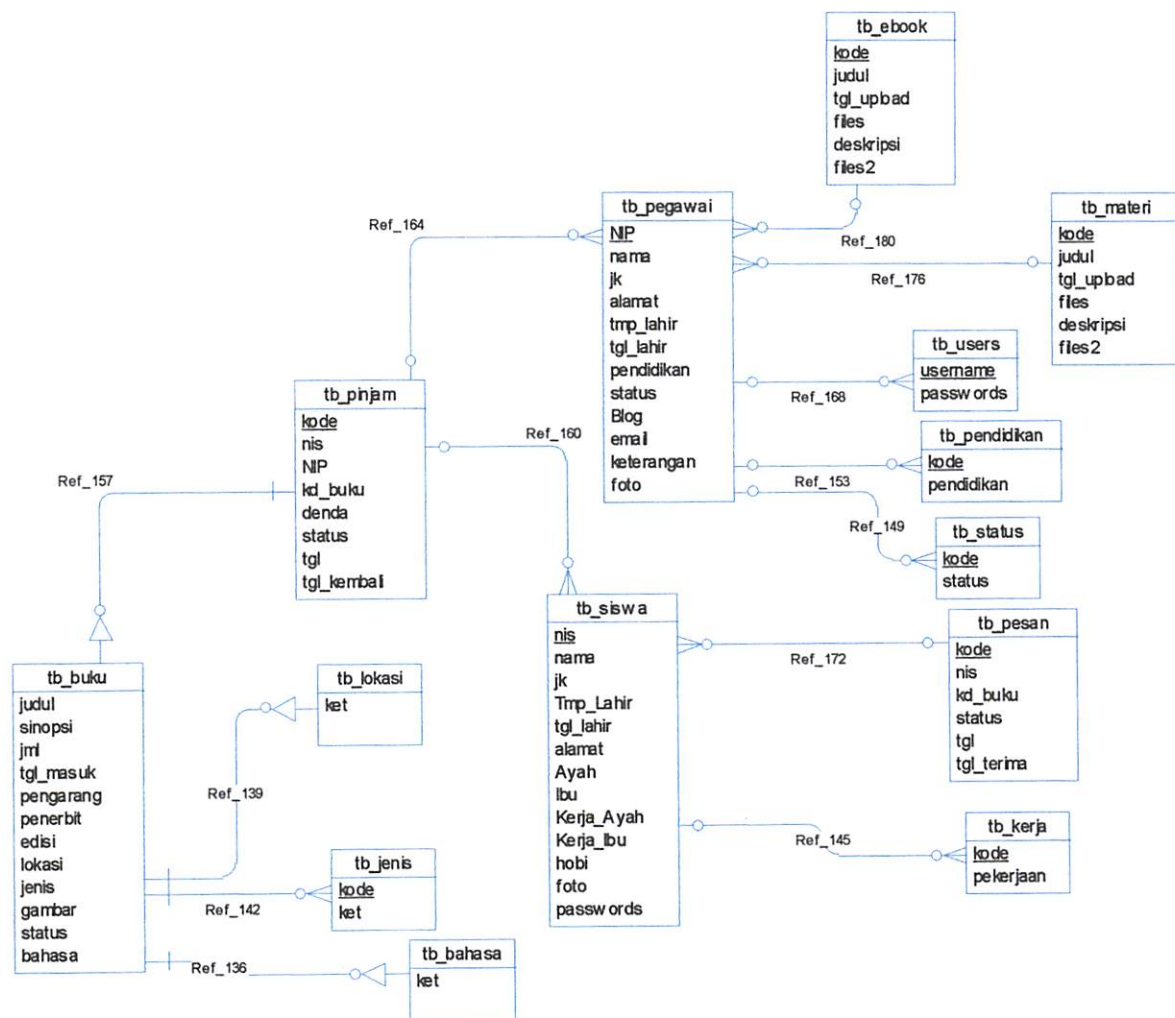 tb_ebook
kode
judul
tgl_upload
files
deskripsi
files2
tb_pegawai
NIP
nama
jk
alamat
tmp_lahir
tgl_lahir
pendidikan
status
Blog
email
keterangan
foto
tb_materi
kode
judul
tgl_upload
files
deskripsi
files2
Ref_164
Ref_180
Ref_176
tb_users
username
passwords
Ref_168
tb_pendidikan
kode
pendidikan
Ref_153
Ref_149
tb_status
kode
status
tb_pinjam
kode
nis
NIP
kd_buku
denda
status
tgl
tgl_kembali
Ref_160
Ref_157
tb_siswa
nis
nama
jk
Tmp_Lahir
tgl_lahir
alamat
Ayah
Ibu
Kerja_Ayah
Kerja_Ibu
hobi
foto
passwords
tb_pesan
kode
nis
kd_buku
status
tgl
tgl_terima
Ref_172
tb_buku
judul
sinopsi
jml
tgl_masuk
pengarang
penerbit
edisi
lokasi
jenis
gambar
status
bahasa
tb_lokasi
ket
Ref_139
tb_jenis
kode
ket
Ref_142
Ref_136
tb_bahasa
ket
Ref_145
tb_kerja
kode
pekerjaan